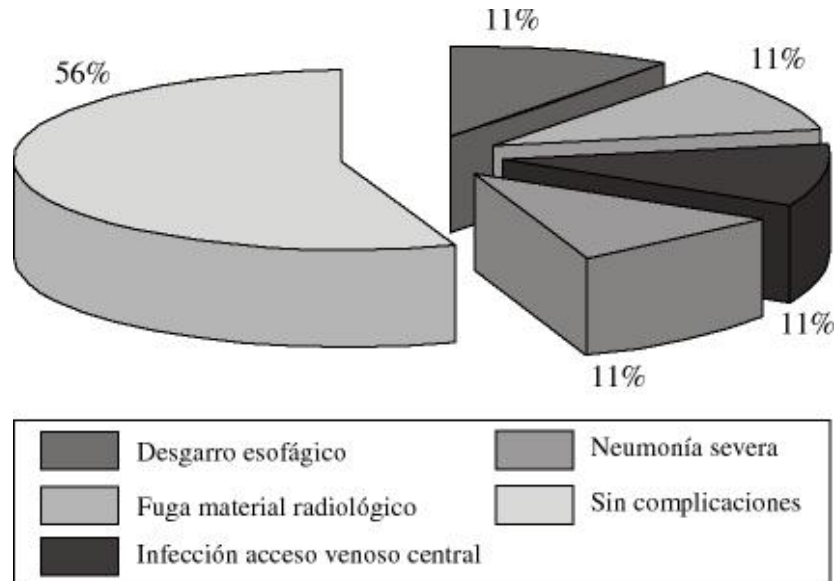 11%
56%
11%
11%
11%
Desgarro esofágico
Neumonía severa
Fuga material radiológico
Sin complicaciones
Infección acceso venoso central